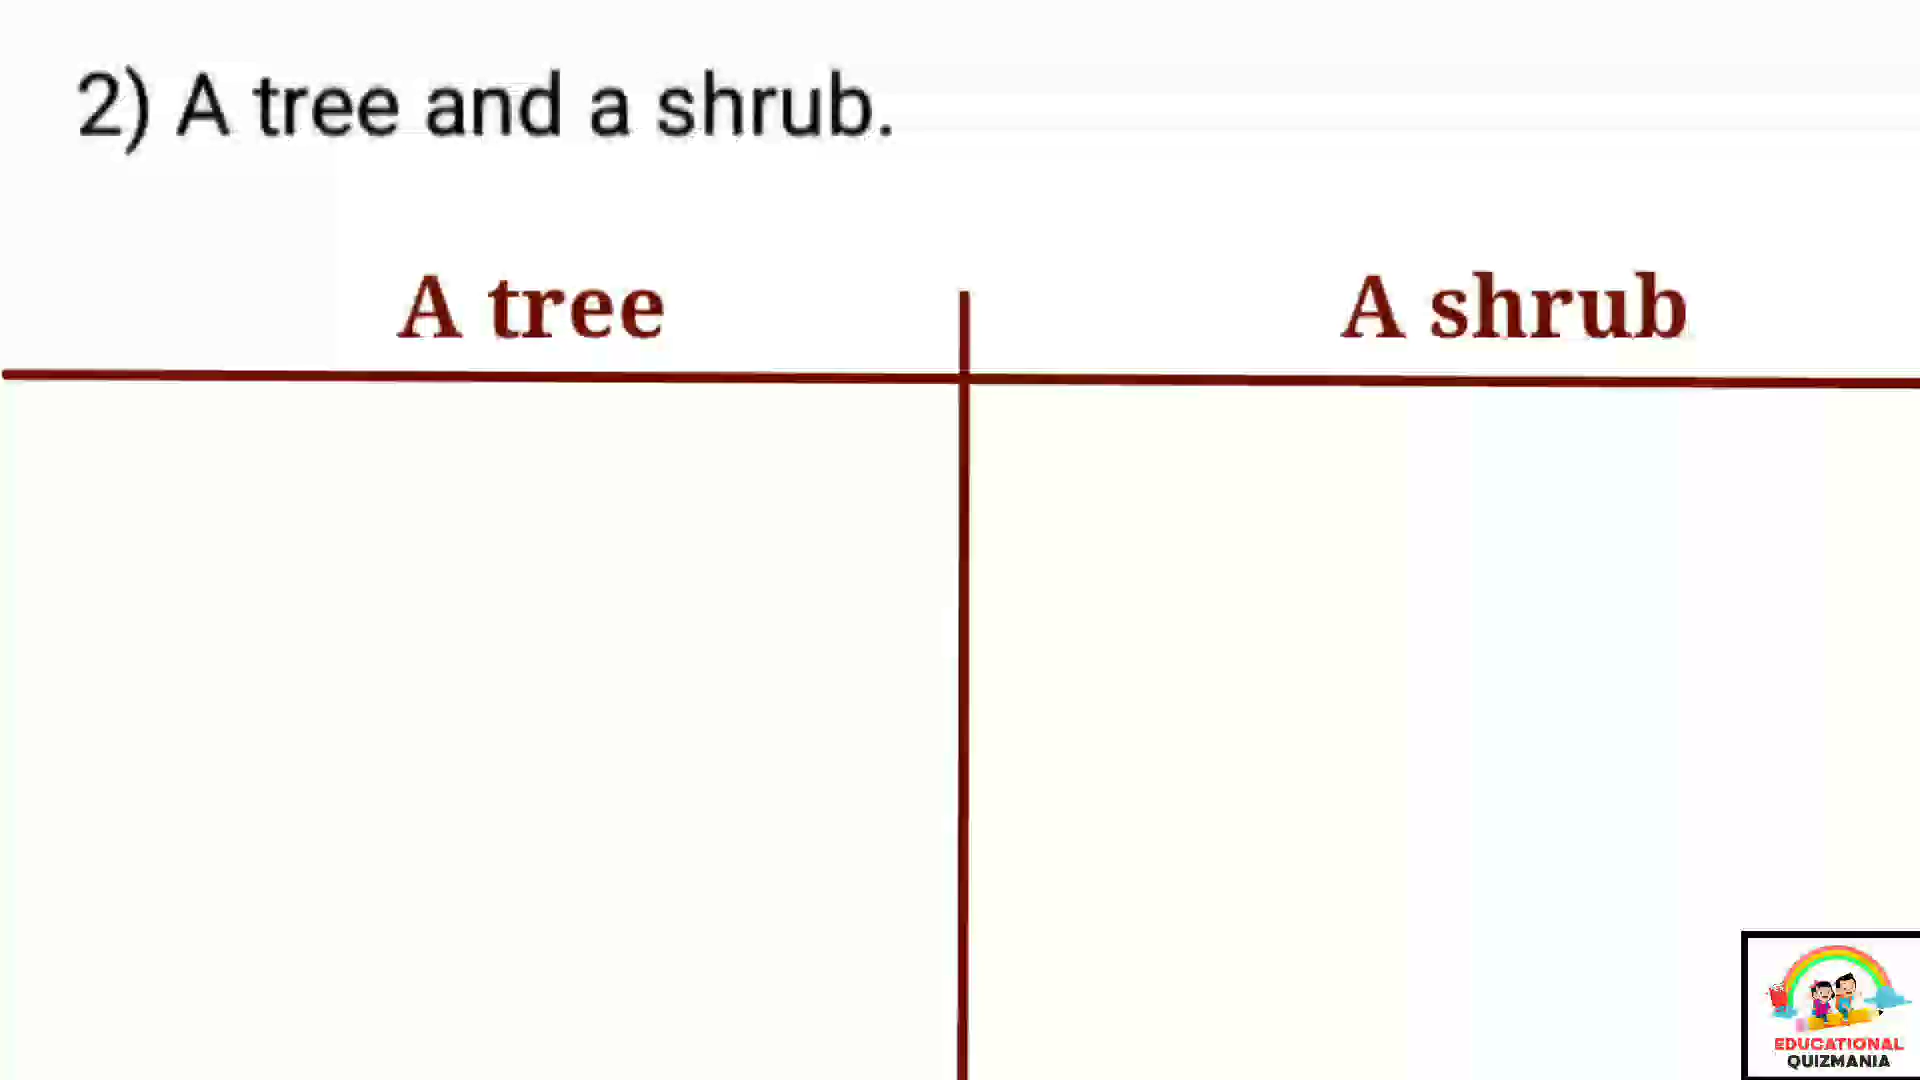 2) A tree and a shrub.
A tree
A shrub
EDUCATIONAL
QUIZMANIA